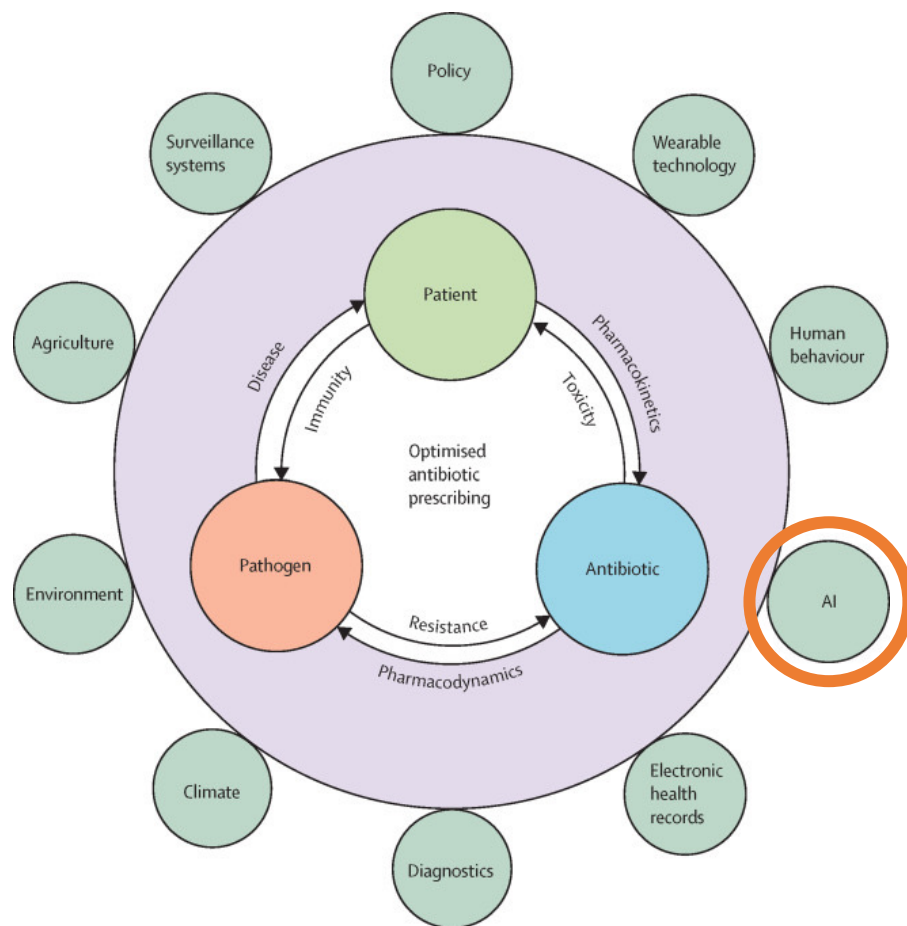 Policy
Surveillance
systems
Wearable
technology
Patient
Agriculture
Human
behaviour
Disease
Immunity
Pharmacokinetics
Toxicity
Optimised
antibiotic
prescribing
Pathogen
Antibiotic
Environment
AI
Resistance
Pharmacodynamics
Climate
Electronic
health
records
Diagnostics